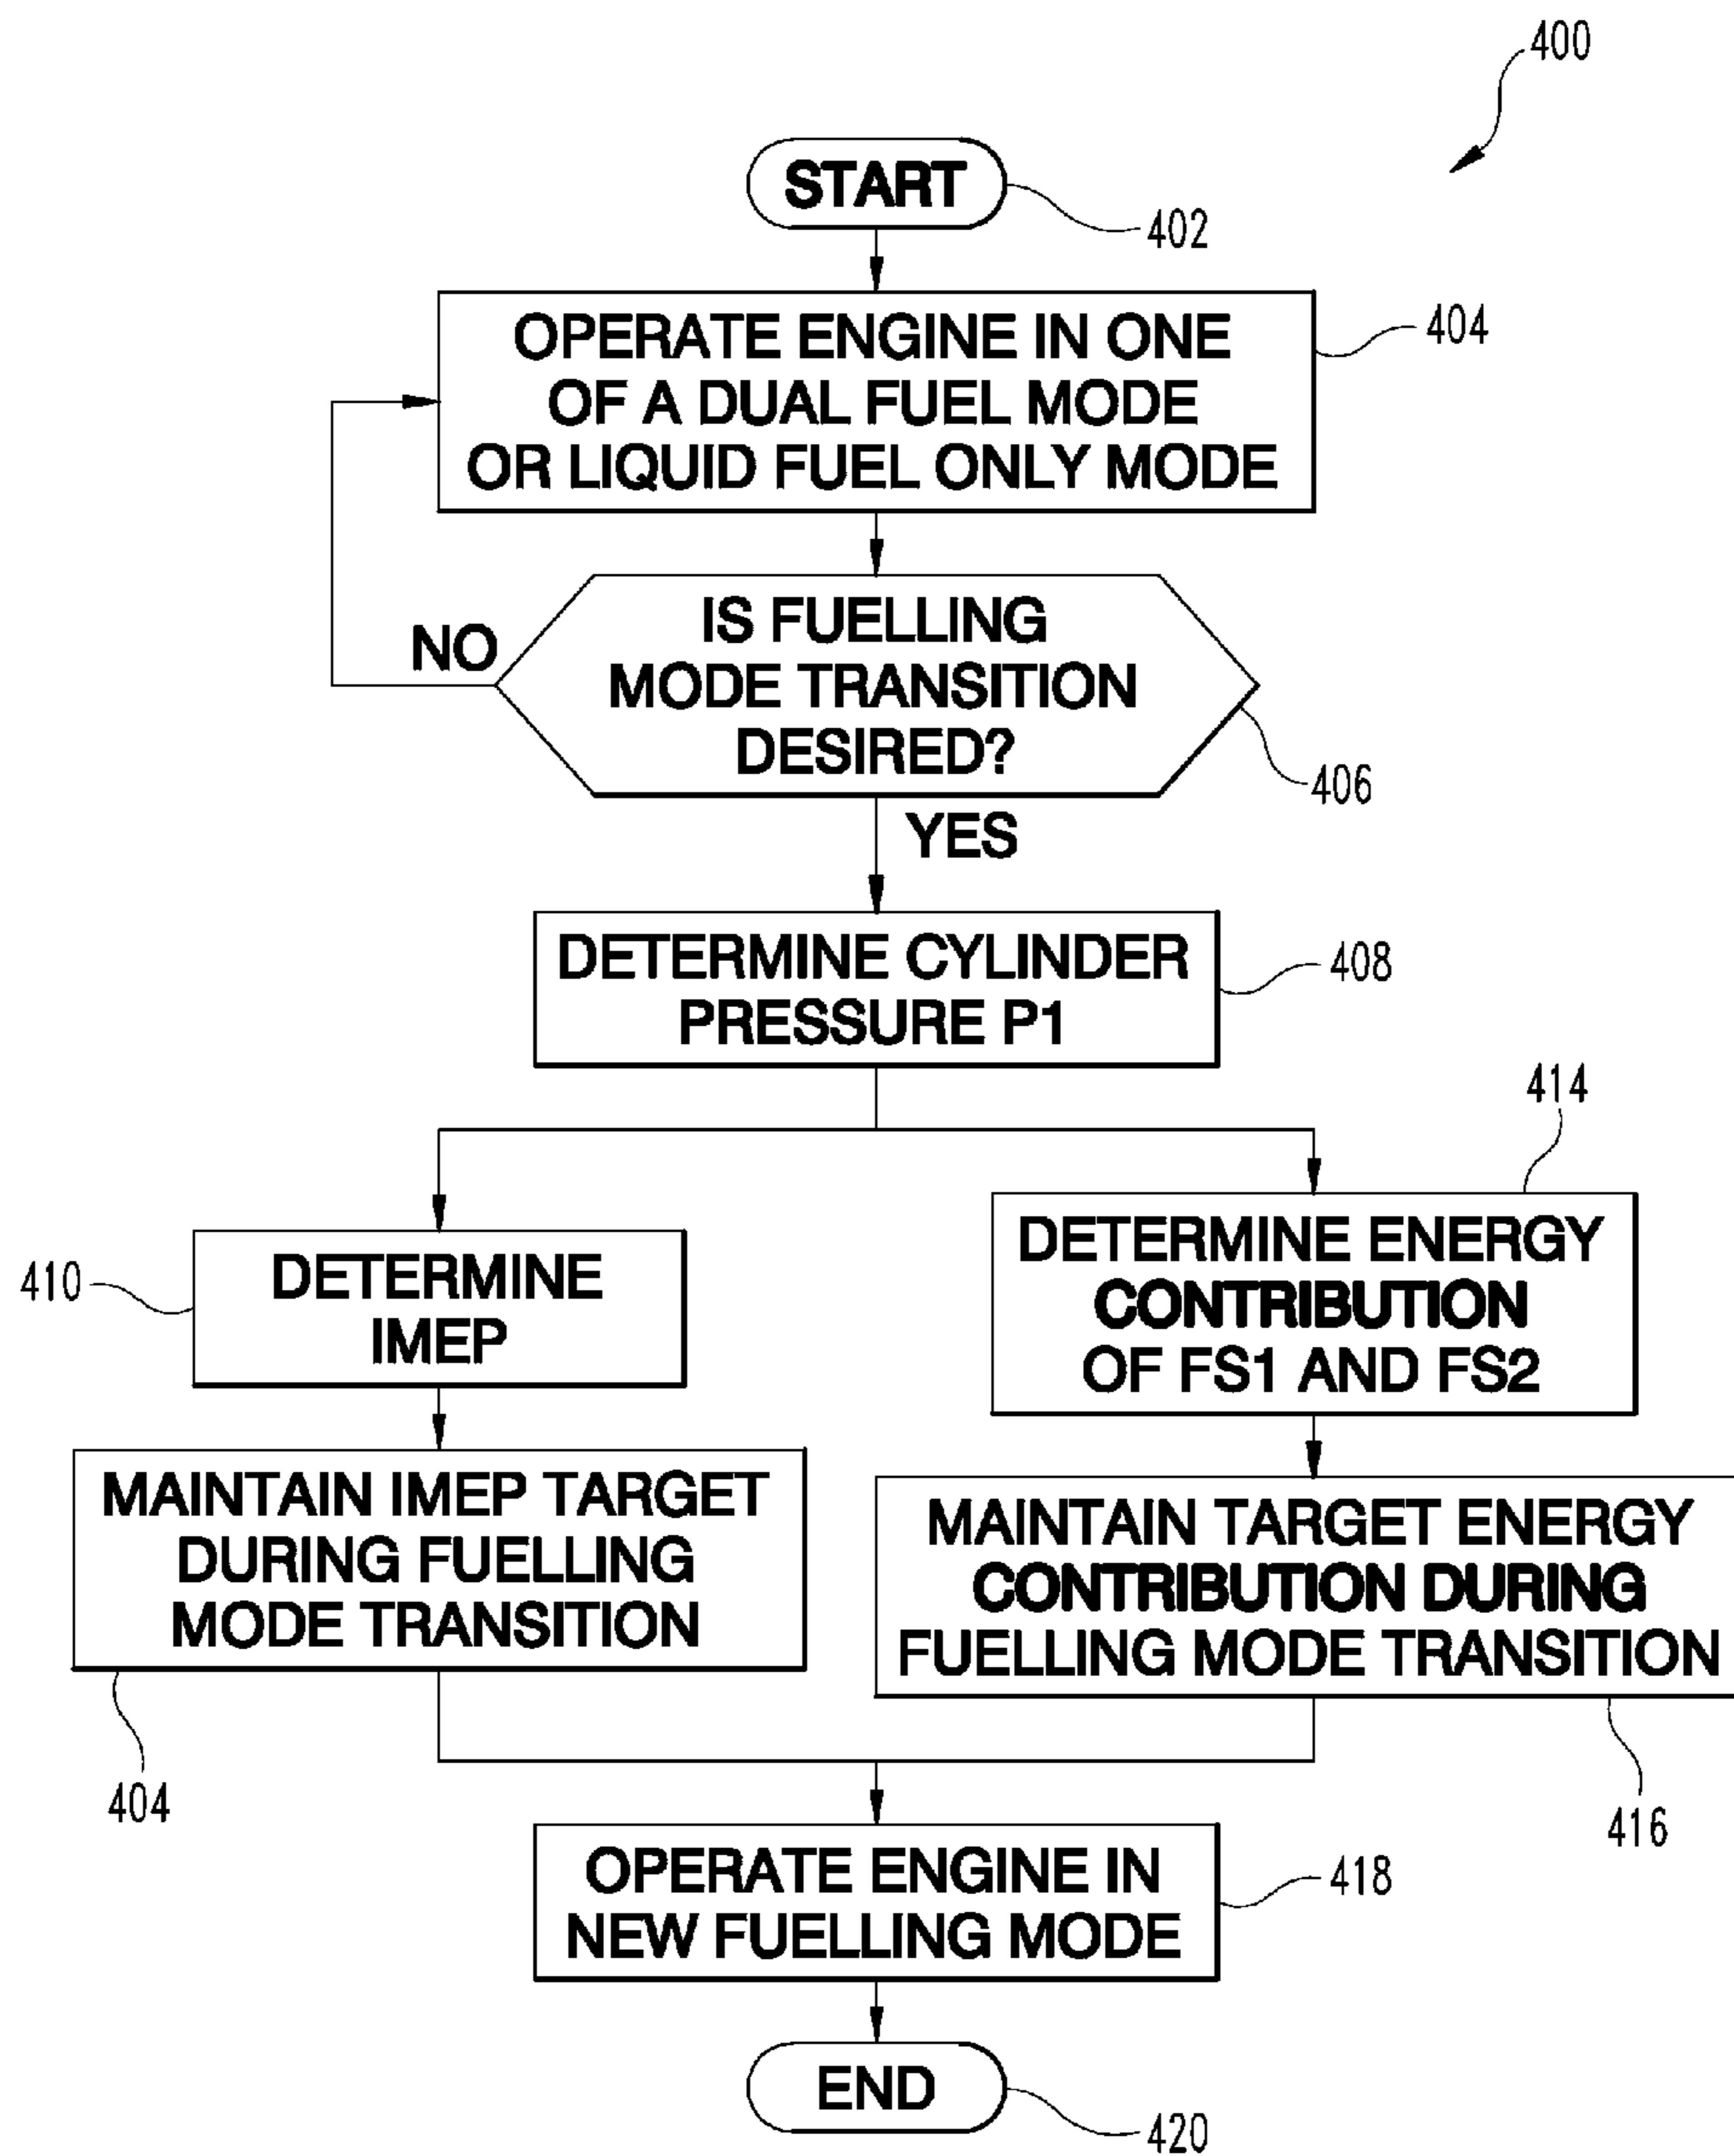 400
START
402
OPERATE ENGINE IN ONE
OF A DUAL FUEL MODE
OR LIQUID FUEL ONLY MODE
404
NO
IS FUELLING
MODE TRANSITION
DESIRED?
406
YES
DETERMINE CYLINDER
PRESSURE P1
408
410
DETERMINE
IMEP
414
DETERMINE ENERGY
CONTRIBUTION
OF FS1 AND FS2
MAINTAIN IMEP TARGET
DURING FUELLING
MODE TRANSITION
404
MAINTAIN TARGET ENERGY
CONTRIBUTION DURING
FUELLING MODE TRANSITION
416
OPERATE ENGINE IN
NEW FUELLING MODE
418
END
420